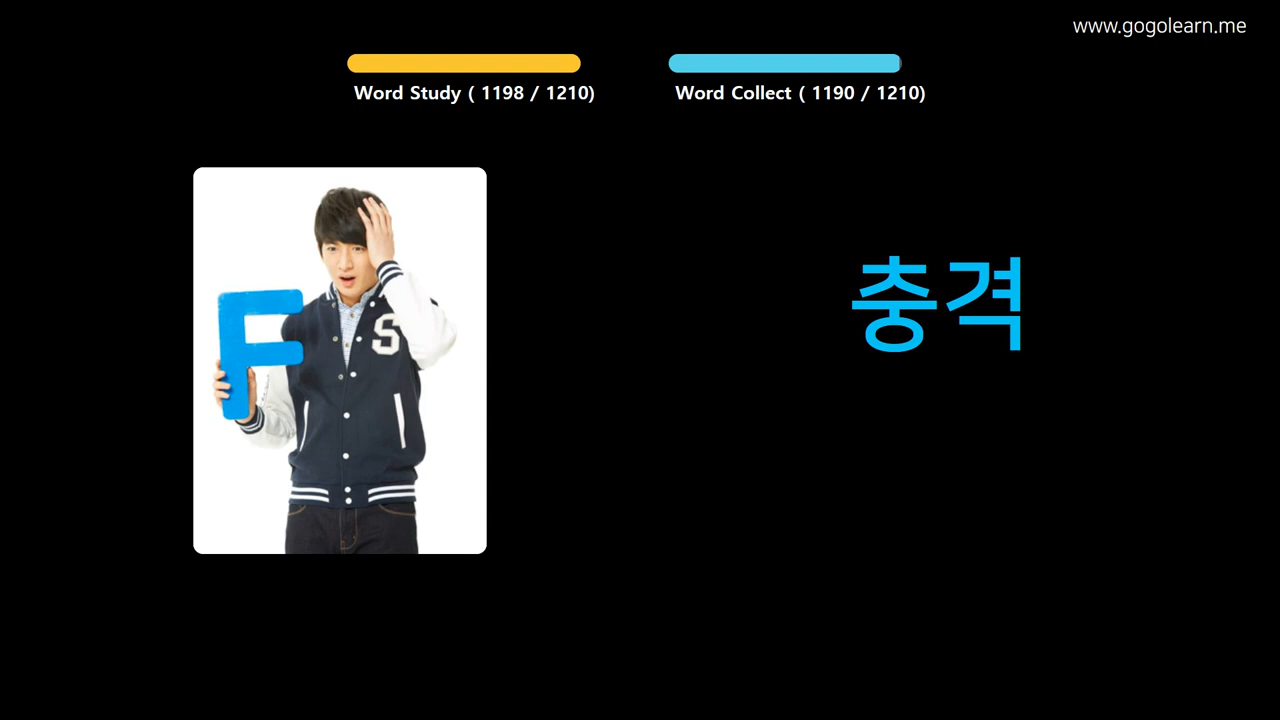 www.gogolearn.me
Word Study ( 1198 / 1210)
Word Collect ( 1190 / 1210)
충격
F
S